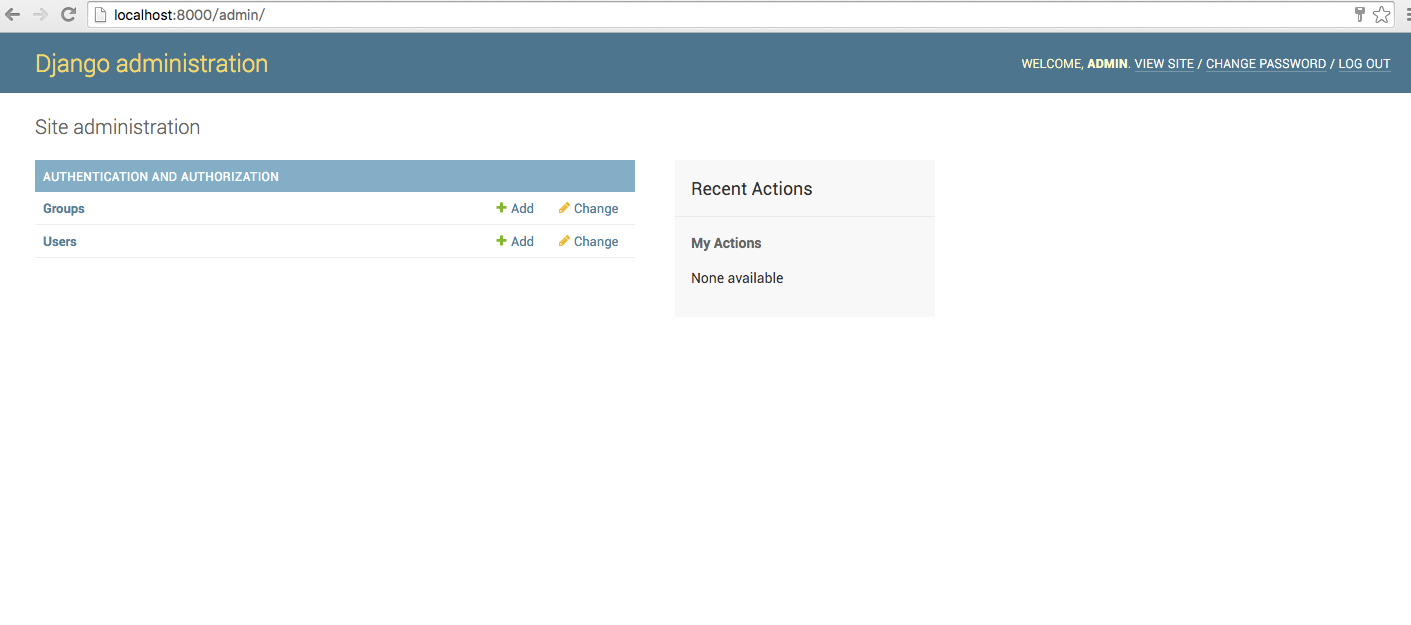 localhost:8000/admin/
Django administration
WELCOME, ADMIN. VIEW SITE / CHANGE PASSWORD / LOG OUT
Site administration
AUTHENTICATION AND AUTHORIZATION
Groups
Add
Change
Users
Add
Change
Recent Actions
My Actions
None available